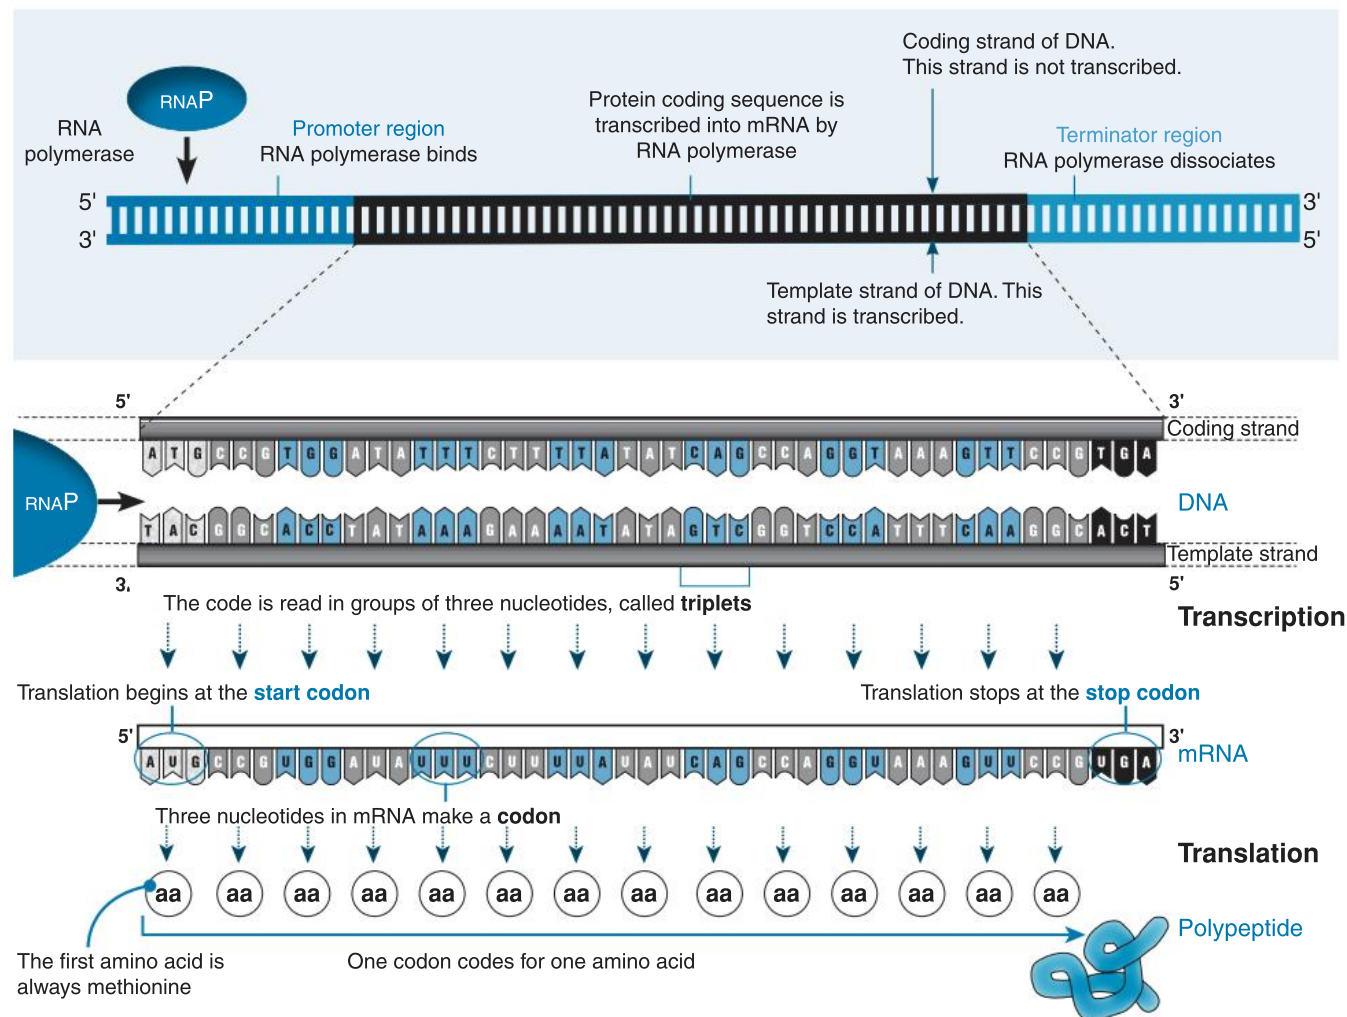 Coding strand of DNA.
This strand is not transcribed.
RNAP
RNA
polymerase
Promoter region
RNA polymerase binds
Protein coding sequence is
transcribed into mRNA by
RNA polymerase
Terminator region
RNA polymerase dissociates
5'
3'
3'
5'
Template strand of DNA. This
strand is transcribed.
5'
3'
Coding strand
A T G C C G T G G A T A T T T C T T T T A T A T C A G C C A G G T A A A G T T C C G T G A
RNAP
DNA
T A C G G C A C C T A T A A A G A A A A T A T A G T C G G T C C A T T T C A A G G C A C T
Template strand
3,
5'
The code is read in groups of three nucleotides, called triplets
Transcription
Translation begins at the start codon
Translation stops at the stop codon
5'
3'
A U G C C G U G G A U A U U U C U U U U A U A U C A G C C A G G U A A A G U U C C G U G A
mRNA
Three nucleotides in mRNA make a codon
Translation
aa aa aa aa aa aa aa aa aa aa aa aa aa aa
Polypeptide
The first amino acid is
always methionine
One codon codes for one amino acid